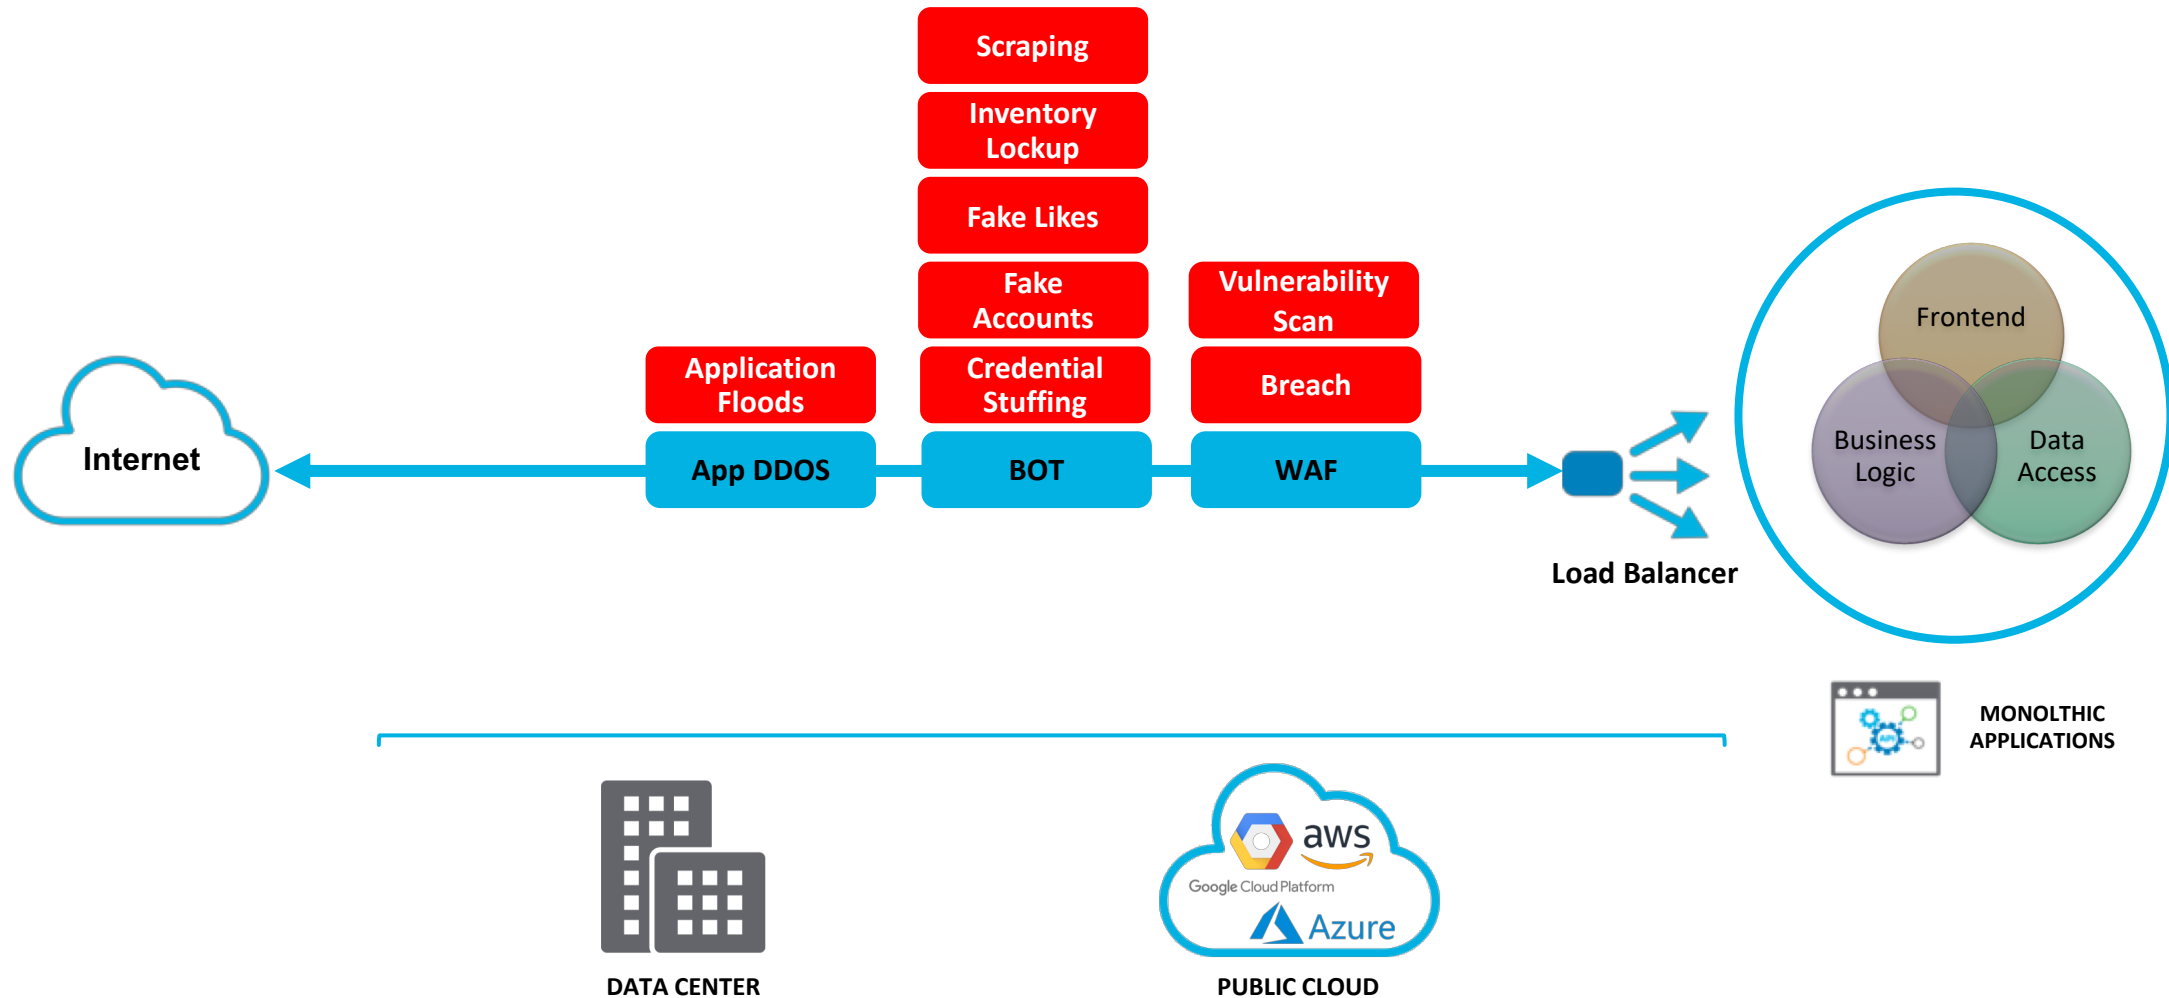 Scraping
Inventory
Lockup
Fake Likes
Fake
Accounts
Vulnerability
Scan
Application
Floods
Credential
Stuffing
Breach
Internet
App DDOS
BOT
WAF
Load Balancer
Frontend
Business
Logic
Data
Access
MONOLTHIC
APPLICATIONS
API
aws
Google Cloud Platform
Azure
DATA CENTER
PUBLIC CLOUD